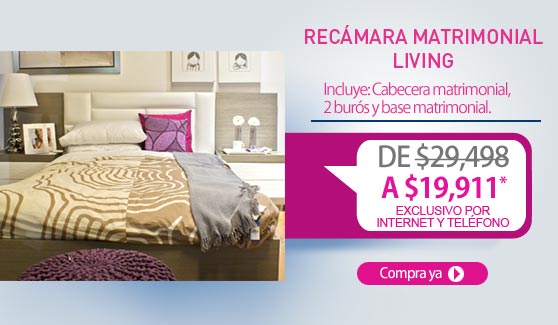 RECÁMARA MATRIMONIAL
LIVING
Incluye: Cabecera matrimonial,
2 burós y base matrimonial.
DE $29,498
A $19,911*
EXCLUSIVO POR
INTERNET Y TELÉFONO
Compra ya